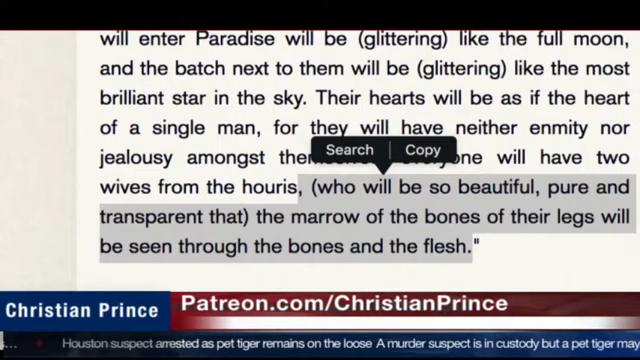 will enter Paradise will be (glittering) like the full moon,
and the batch next to them will be (glittering) like the most
brilliant star in the sky. Their hearts will be as if the heart
of a single man, for they will have neither enmity nor
Search Copy
jealousy amongst everyone will have two
wives from the houris, (who will be so beautiful, pure and
transparent that) the marrow of the bones of their legs will
be seen through the bones and the flesh."
Christian Prince
Patreon.com/ChristianPrince
Houston suspect arrested as pet tiger remains on the loose A murder suspect is in custody but a pet tiger may